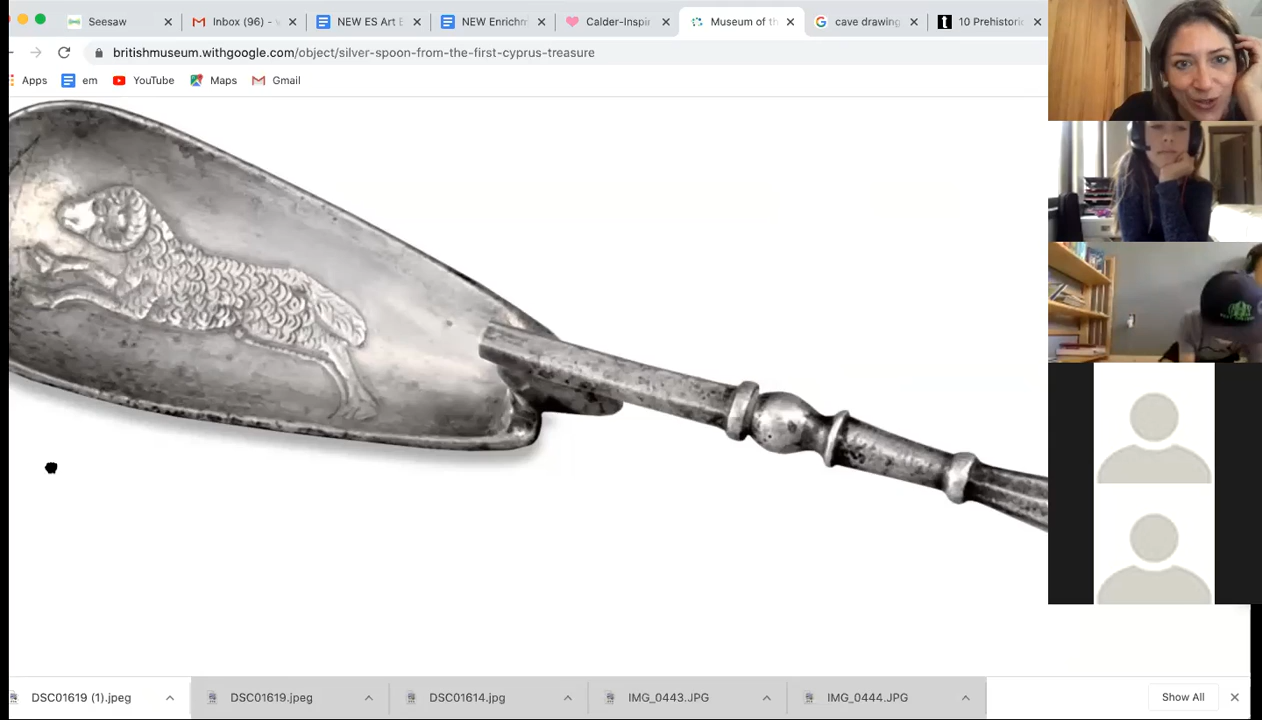 Seesaw
Inbox (96) -
NEW ES Art
NEW Enrichm
Calder-Inspir
Museum of th
cave drawing
10 Prehistoric
britishmuseum.withgoogle.com/object/silver-spoon-from-the-first-cyprus-treasure
Apps
em
YouTube
Maps
Gmail
DSC01619 (1).jpeg
DSC01619.jpeg
DSC01614.jpg
IMG_0443.JPG
IMG_0444.JPG
Show All